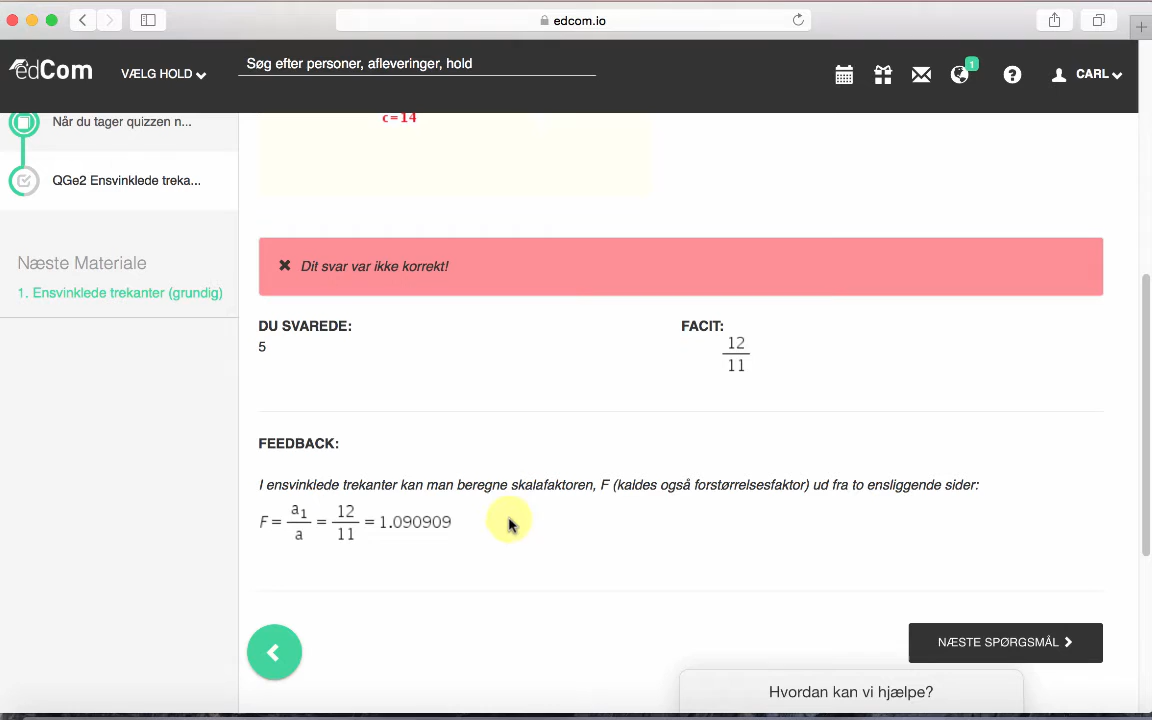 edcom.io
edCom
VÆLG HOLD
Søg efter personer, afleveringer, hold
1
CARL
Når du tager quizzen n...
QGe2 Ensvinklede treka...
Næste Materiale
1. Ensvinklede trekanter (grundig)
c=14
Dit svar var ikke korrekt!
DU SVAREDE:
5
FACIT:
12
11
FEEDBACK:
I ensvinklede trekanter kan man beregne skalafaktoren, F (kaldes også forstørrelsesfaktor) ud fra to ensliggende sider:
F = a₁/a = 12/11 = 1.090909
NÆSTE SPØRGSMÅL
Hvordan kan vi hjælpe?